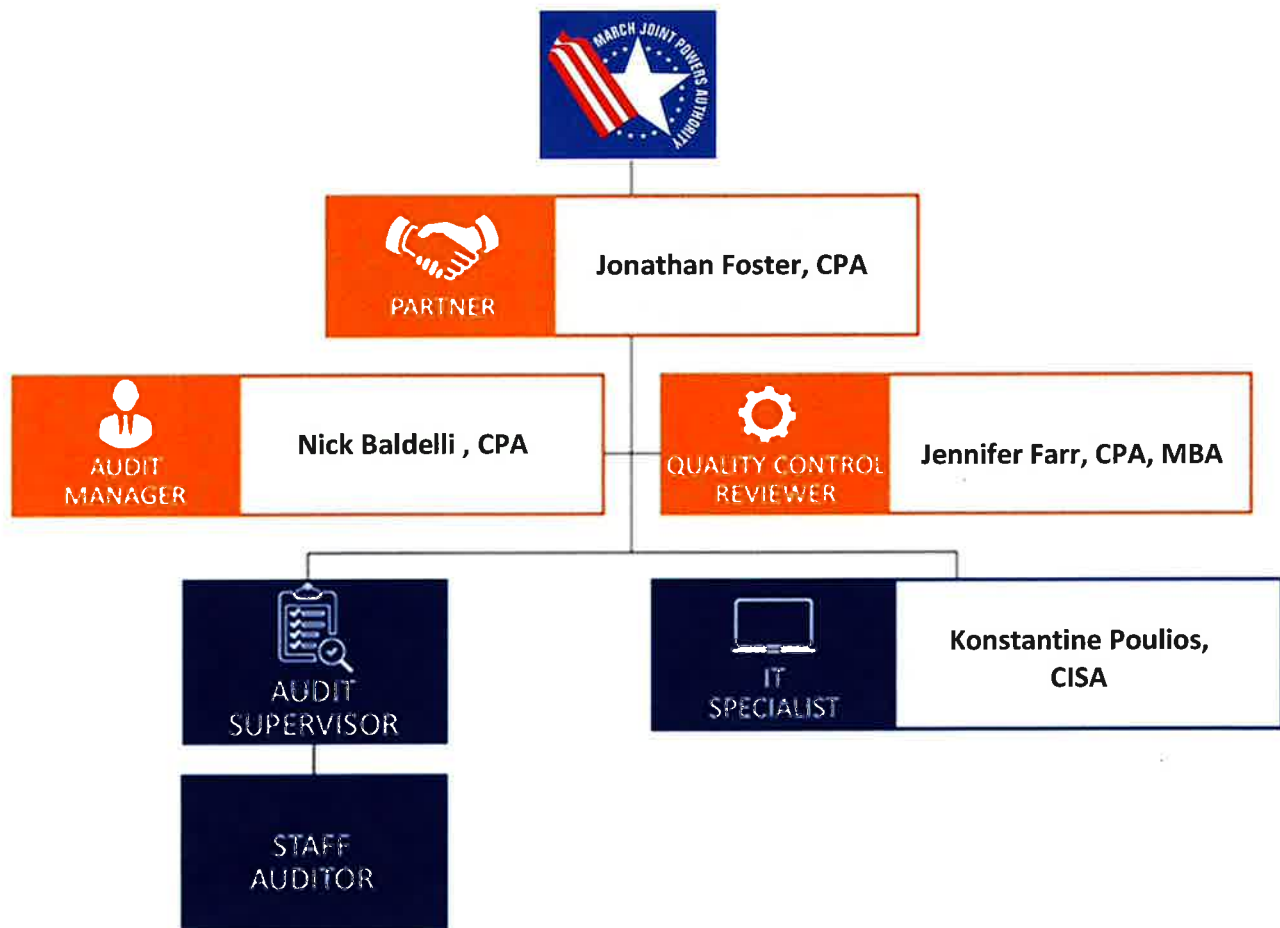 MARCH JOINT POWERS AUTHORITY
PARTNER
Jonathan Foster, CPA
AUDIT
MANAGER
Nick Baldelli , CPA
QUALITY CONTROL
REVIEWER
Jennifer Farr, CPA, MBA
AUDIT
SUPERVISOR
IT
SPECIALIST
Konstantine Poulios,
CISA
STAFF
AUDITOR